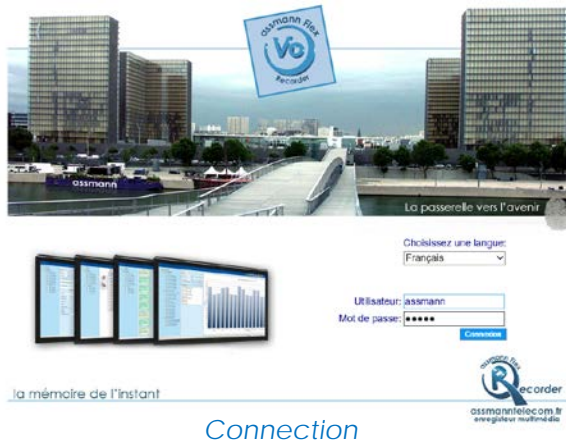 assmann Flex
Vo
Recorder
assmann
La passerelle vers l'avenir
Choisissez une langue:
Français
Utilisateur: assmann
Mot de passe: ●●●●●
Connexion
la mémoire de l'instant
assmann Flex
Recorder
assmanntelecom.fr
enregistreur multimédia
Connection